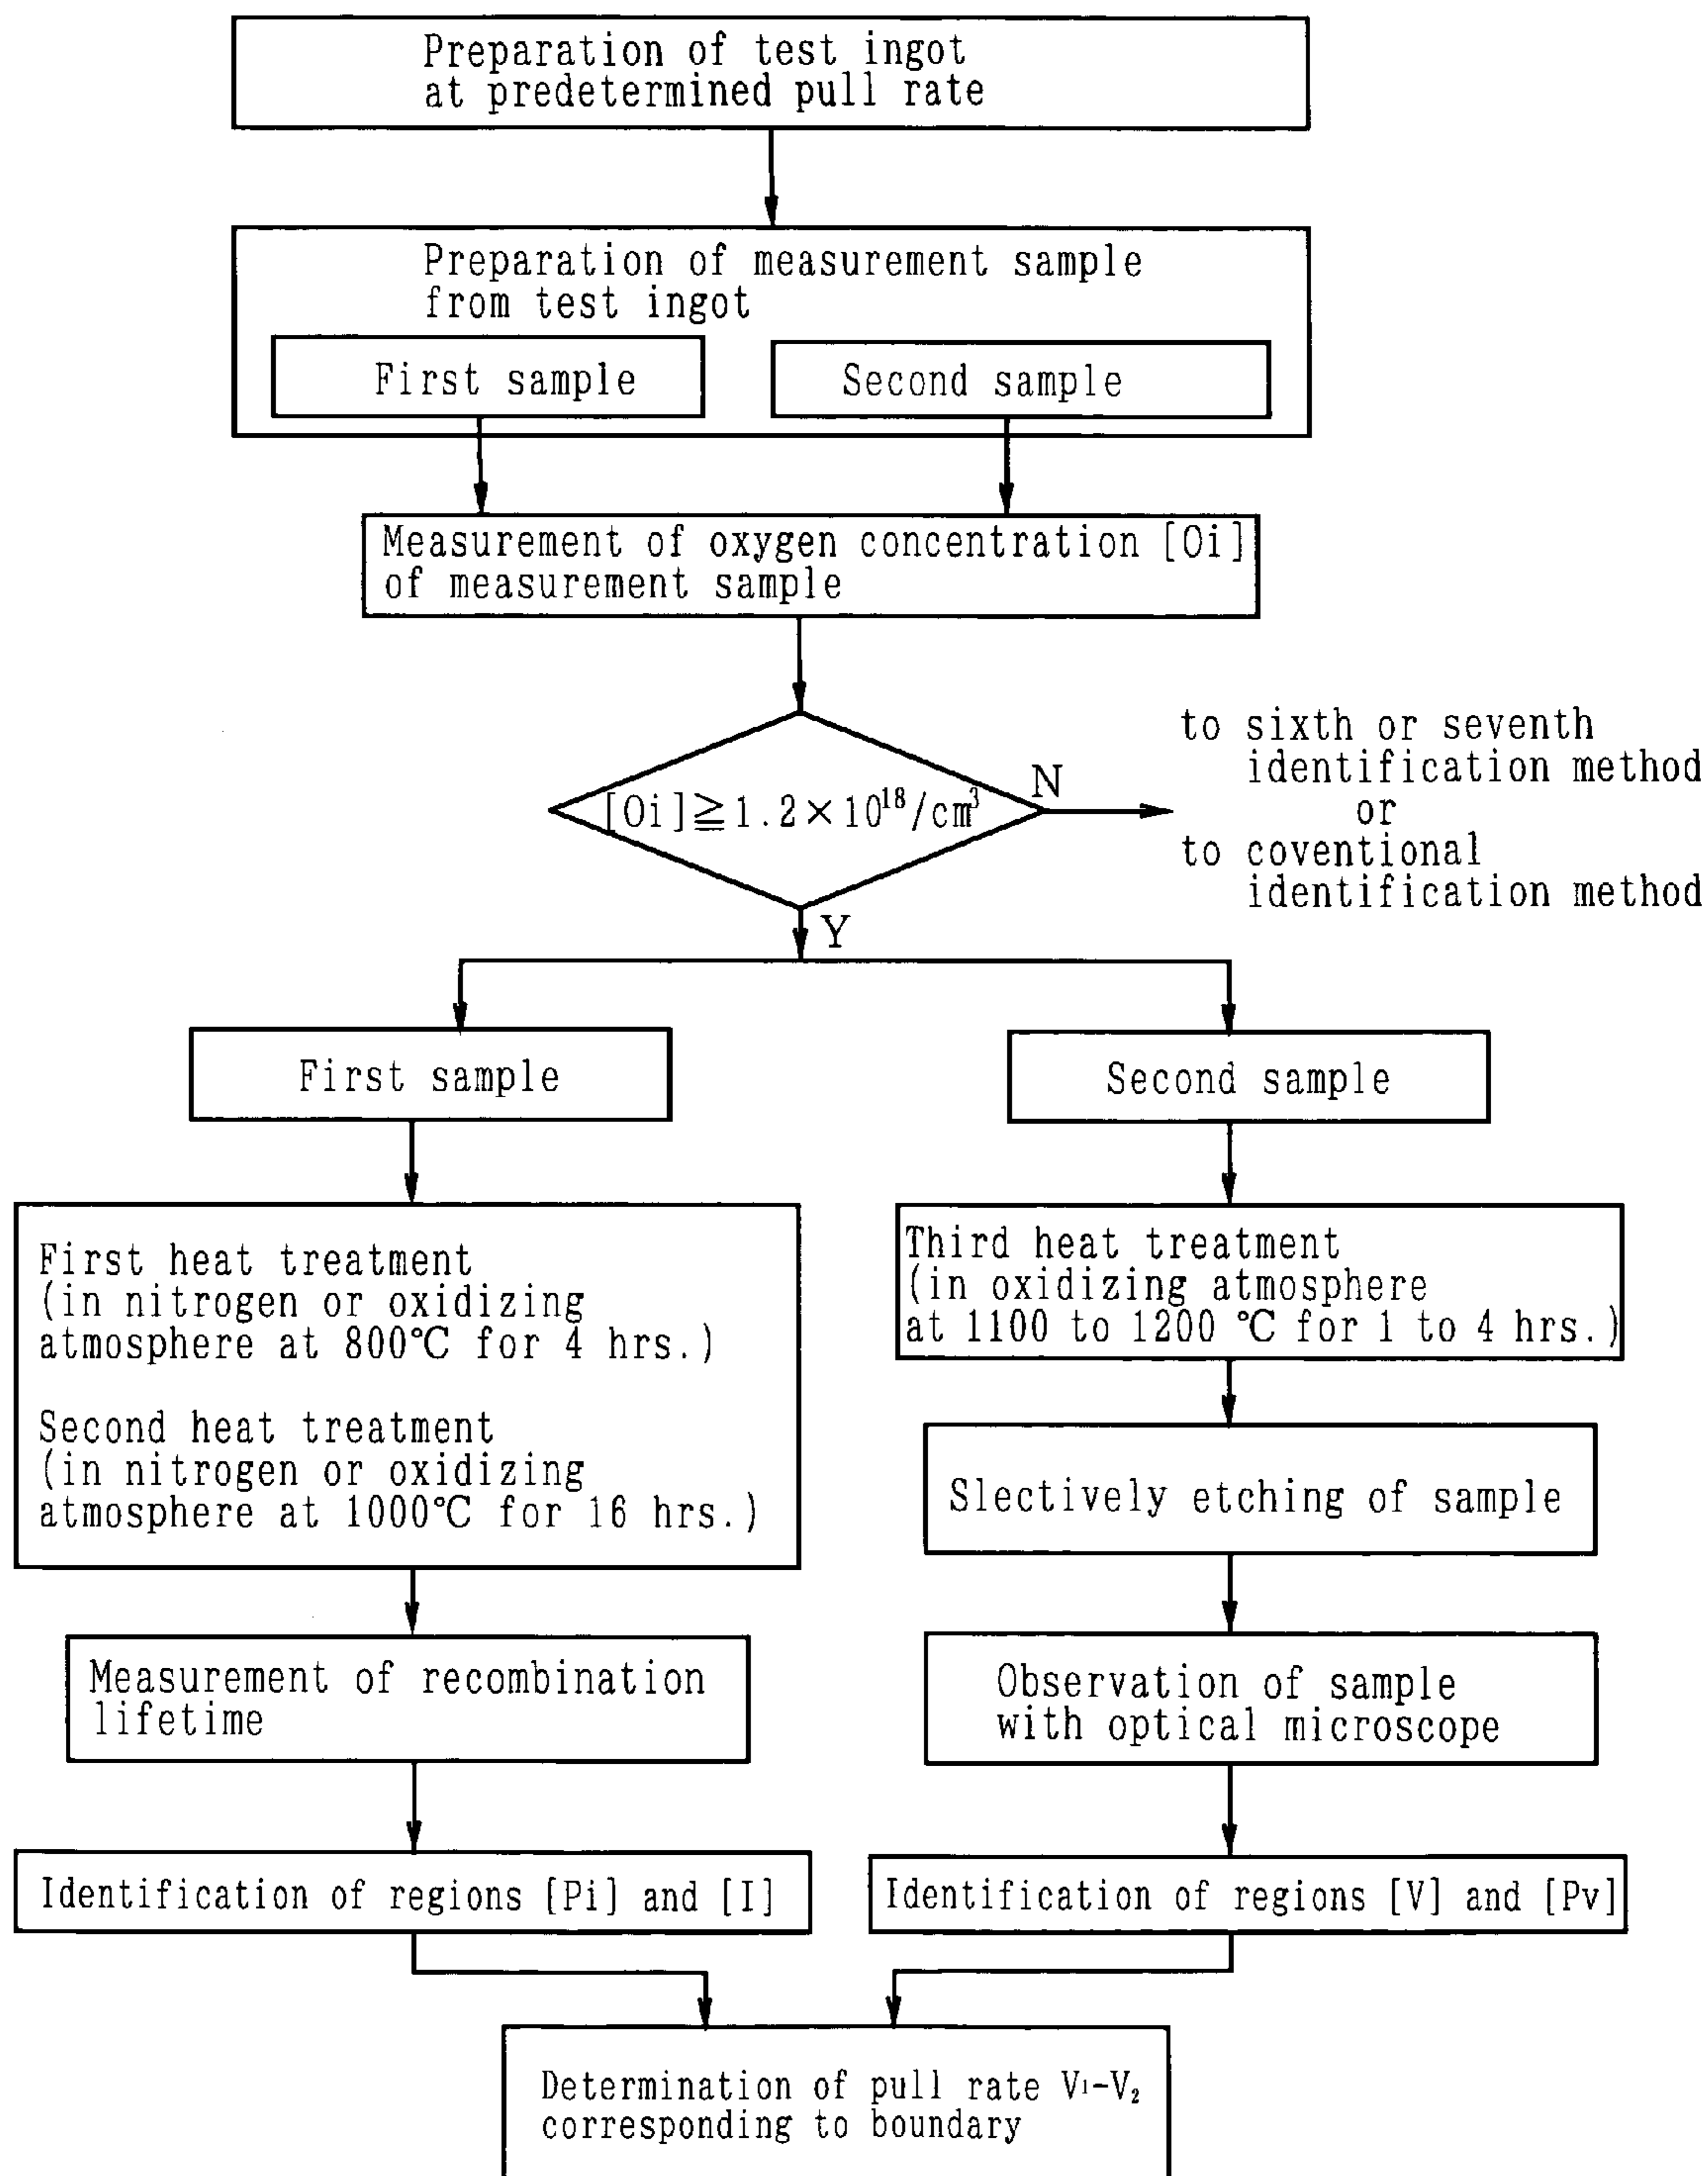 Preparation of test ingot
at predetermined pull rate
Preparation of measurement sample
from test ingot
First sample
Second sample
Measurement of oxygen concentration [Oi]
of measurement sample
[Oi]≧1.2×10¹⁸/cm³
N
to sixth or seventh
identification method
or
to coventional
identification method
Y
First sample
Second sample
First heat treatment
(in nitrogen or oxidizing
atmosphere at 800℃ for 4 hrs.)
Second heat treatment
(in nitrogen or oxidizing
atmosphere at 1000℃ for 16 hrs.)
Third heat treatment
(in oxidizing atmosphere
at 1100 to 1200 ℃ for 1 to 4 hrs.)
Slectively etching of sample
Measurement of recombination
lifetime
Observation of sample
with optical microscope
Identification of regions [Pi] and [I]
Identification of regions [V] and [Pv]
Determination of pull rate V₁-V₂
corresponding to boundary